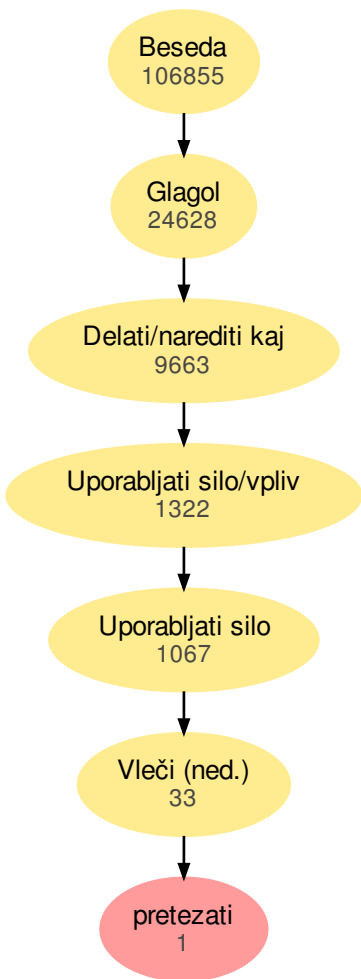 Beseda
106855
Glagol
24628
Delati/narediti kaj
9663
Uporabljati silo/vpliv
1322
Uporabljati silo
1067
Vleči (ned.)
33
pretezati
1